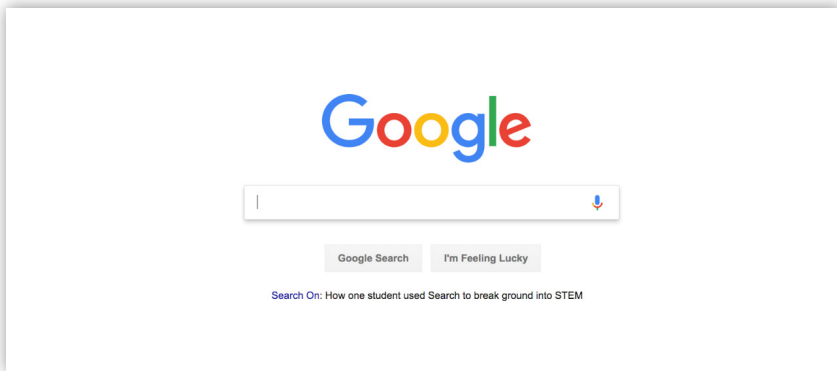 Google
Google Search
I'm Feeling Lucky
Search On: How one student used Search to break ground into STEM